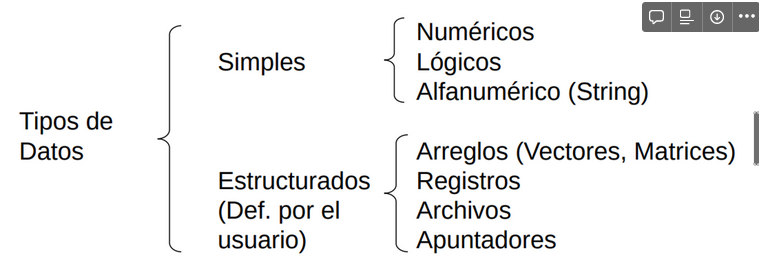 Tipos de
Datos
Simples
Numéricos
Lógicos
Alfanumérico (String)
Estructurados
(Def. por el
usuario)
Arreglos (Vectores, Matrices)
Registros
Archivos
Apuntadores